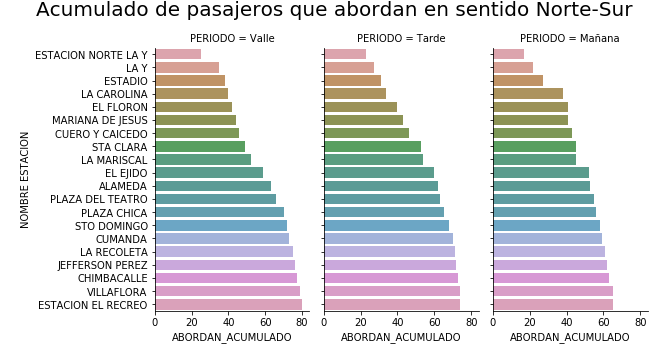 Acumulado de pasajeros que abordan en sentido Norte-Sur
PERIODO = Valle
PERIODO = Tarde
PERIODO = Mañana
NOMBRE ESTACION
ESTACION NORTE LA Y
LA Y
ESTADIO
LA CAROLINA
EL FLORON
MARIANA DE JESUS
CUERO Y CAICEDO
STA CLARA
LA MARISCAL
EL EJIDO
ALAMEDA
PLAZA DEL TEATRO
PLAZA CHICA
STO DOMINGO
CUMANDA
LA RECOLETA
JEFFERSON PEREZ
CHIMBACALLE
VILLAFLORA
ESTACION EL RECREO
0 20 40 60 80
0 20 40 60 80
0 20 40 60 80
ABORDAN_ACUMULADO
ABORDAN_ACUMULADO
ABORDAN_ACUMULADO